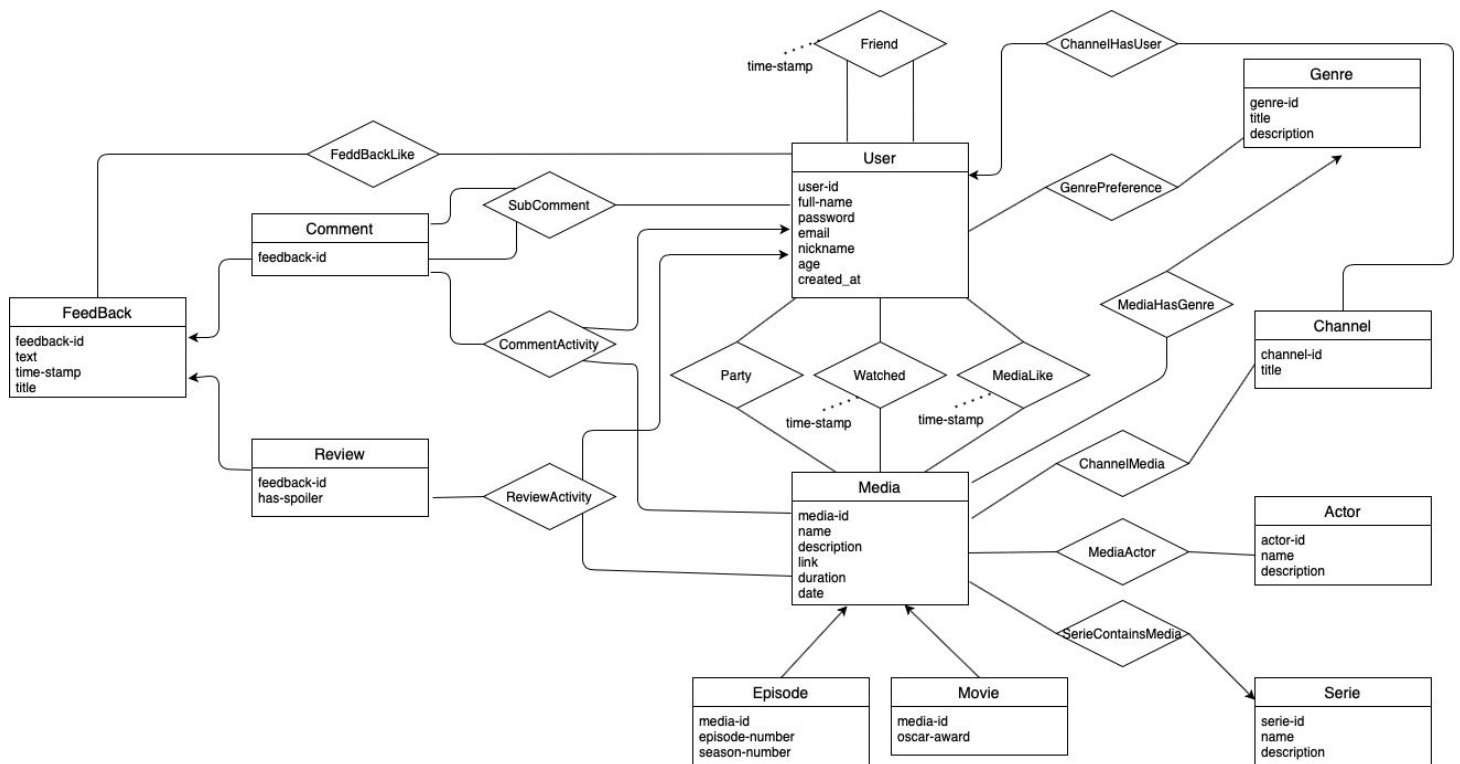 Friend
time-stamp
ChannelHasUser
Genre
genre-id
title
description
FeddBackLike
User
user-id
full-name
password
email
nickname
age
created_at
GenrePreference
SubComment
Comment
feedback-id
FeedBack
feedback-id
text
time-stamp
title
CommentActivity
MediaHasGenre
Channel
channel-id
title
Party
Watched
time-stamp
MediaLike
time-stamp
Review
feedback-id
has-spoiler
ReviewActivity
ChannelMedia
Media
media-id
name
description
link
duration
date
Actor
actor-id
name
description
MediaActor
SerieContainsMedia
Episode
media-id
episode-number
season-number
Movie
media-id
oscar-award
Serie
serie-id
name
description